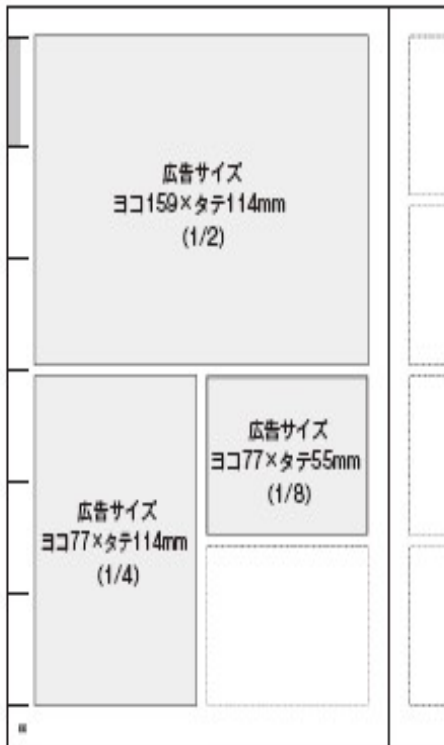 広告サイズ
ヨコ159×タテ114mm
(1/2)
広告サイズ
ヨコ77×タテ55mm
(1/8)
広告サイズ
ヨコ77×タテ114mm
(1/4)